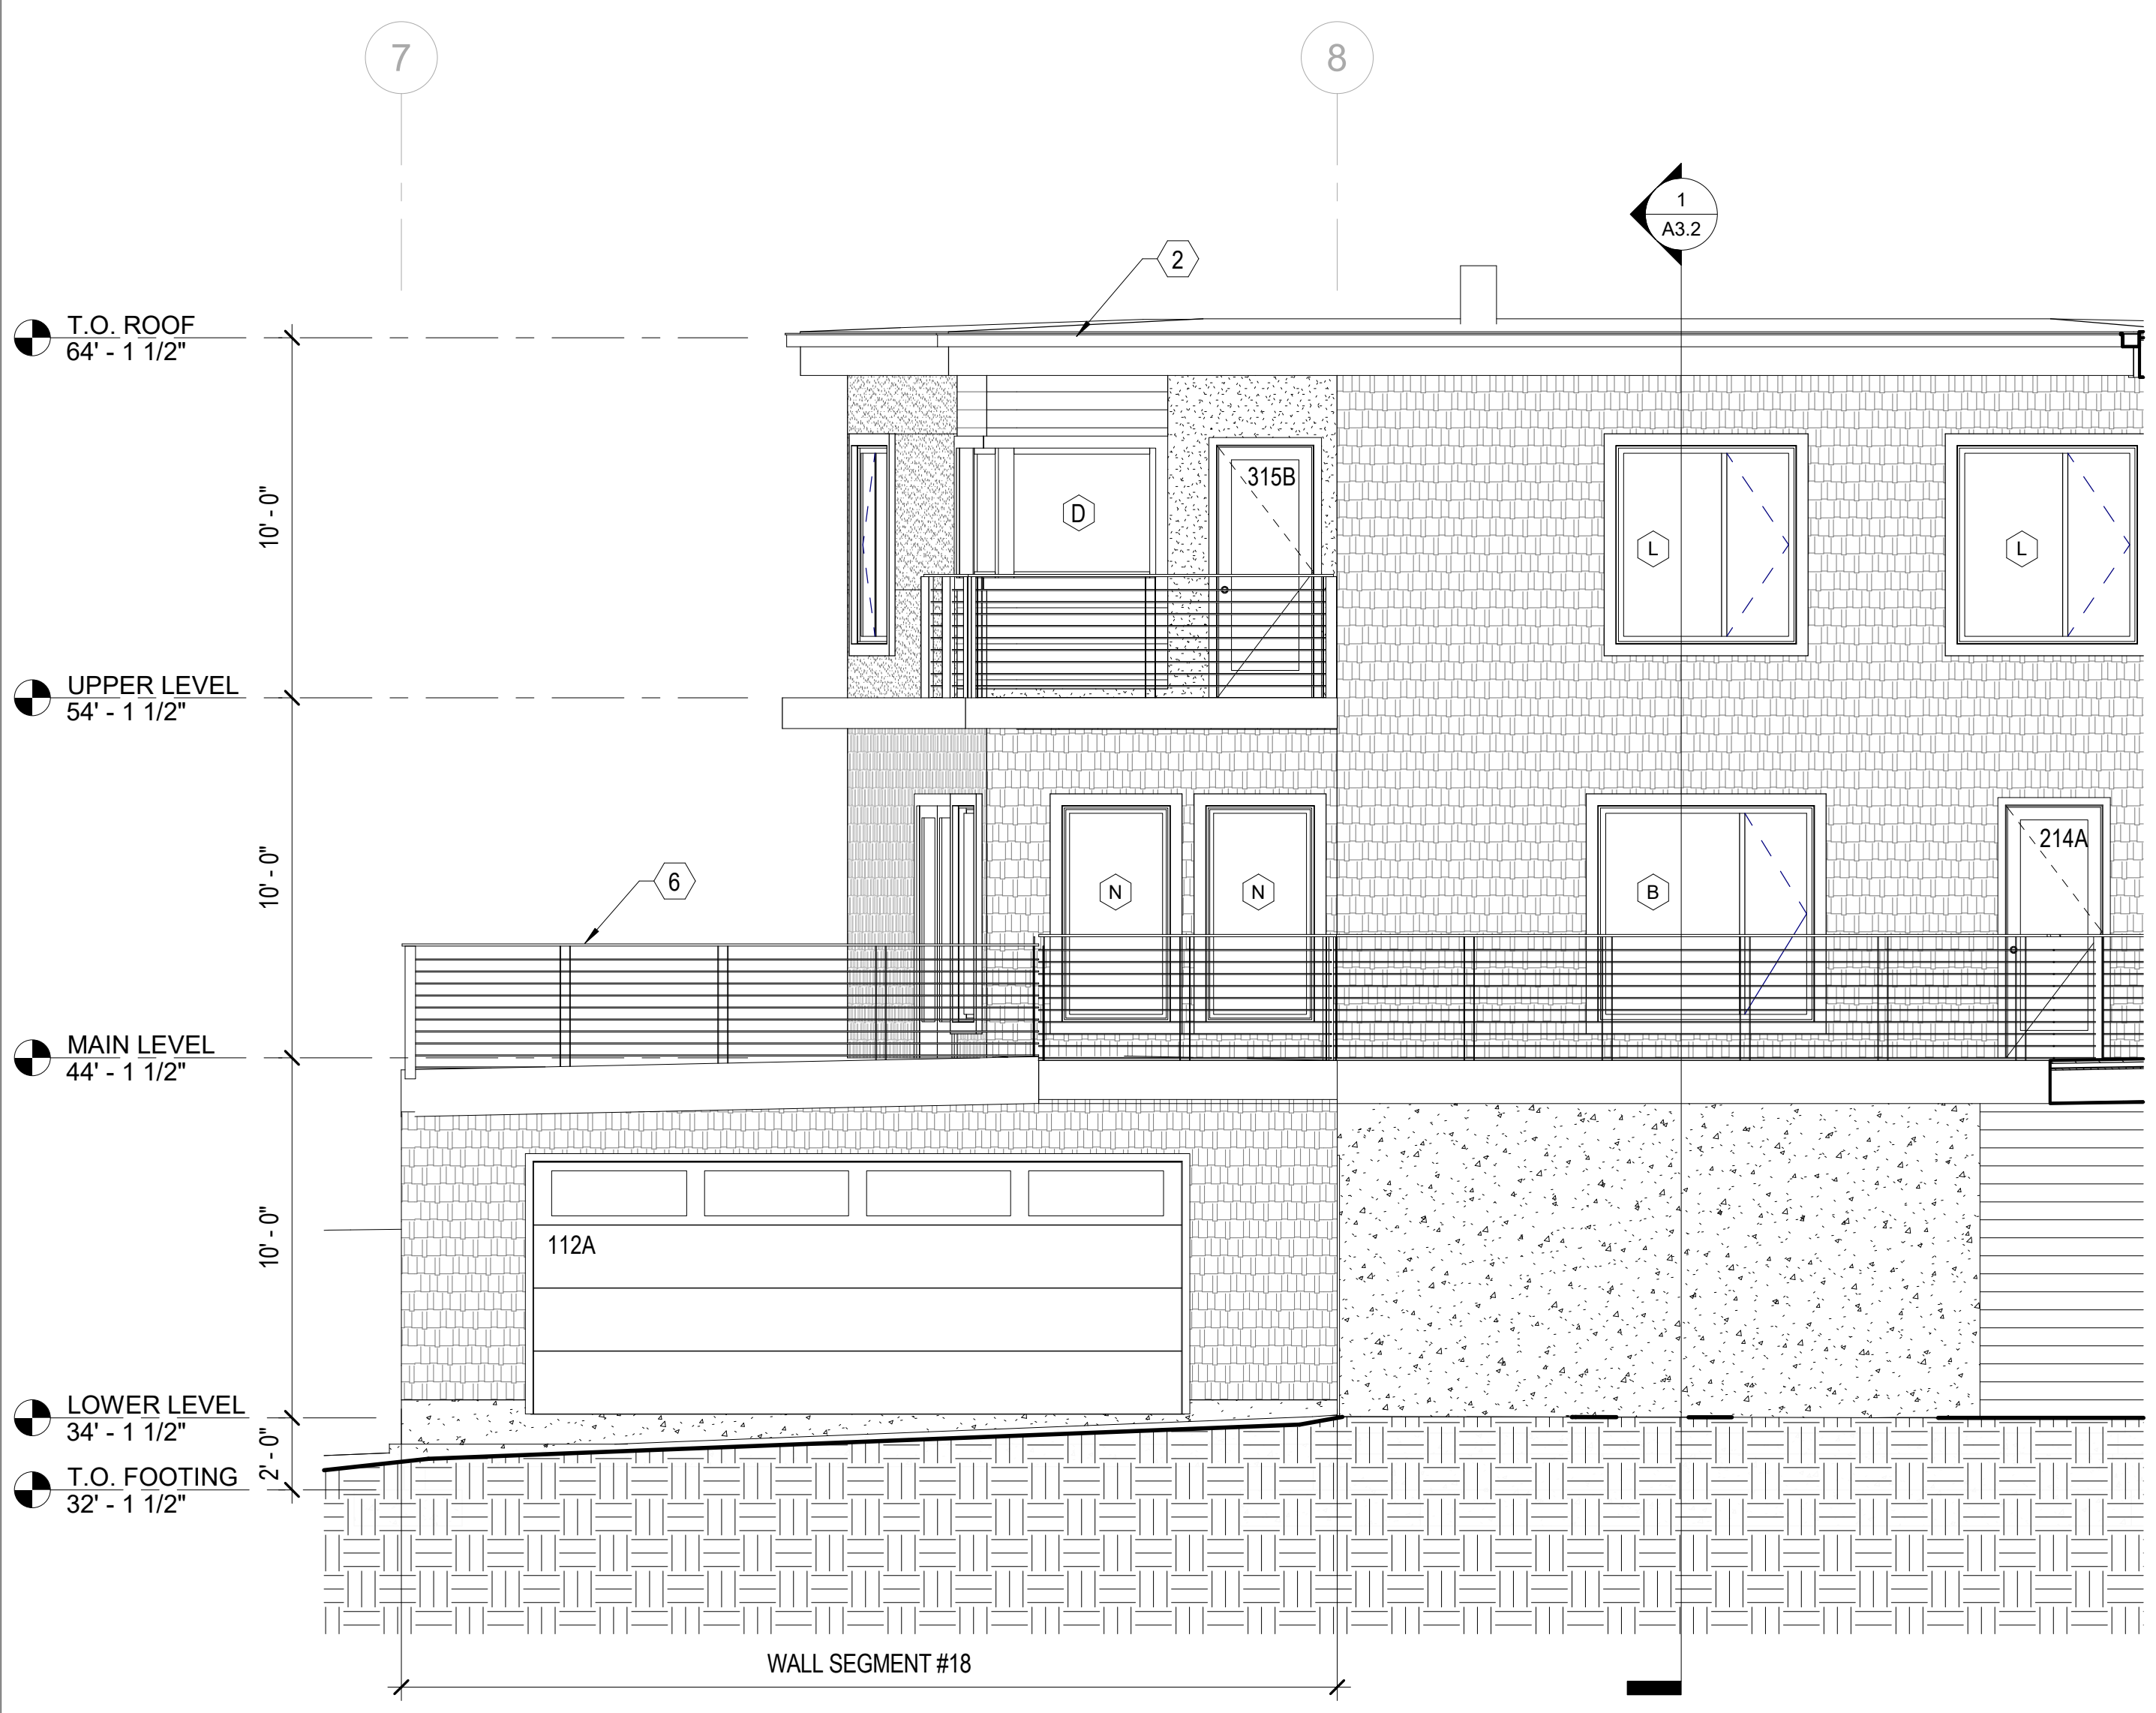 7
8
1
A3.2
2
T.O. ROOF
64' - 1 1/2"
10' - 0"
315B
D
L
L
UPPER LEVEL
54' - 1 1/2"
10' - 0"
214A
6
N
N
B
MAIN LEVEL
44' - 1 1/2"
10' - 0"
112A
LOWER LEVEL
34' - 1 1/2"
2' - 0"
T.O. FOOTING
32' - 1 1/2"
WALL SEGMENT #18